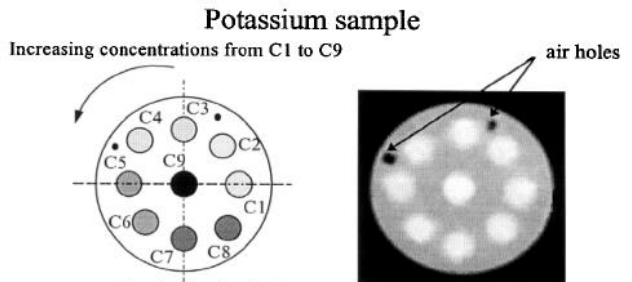 Potassium sample
Increasing concentrations from C1 to C9
air holes
C3
C4
C2
C5
C9
C1
C6
C7
C8